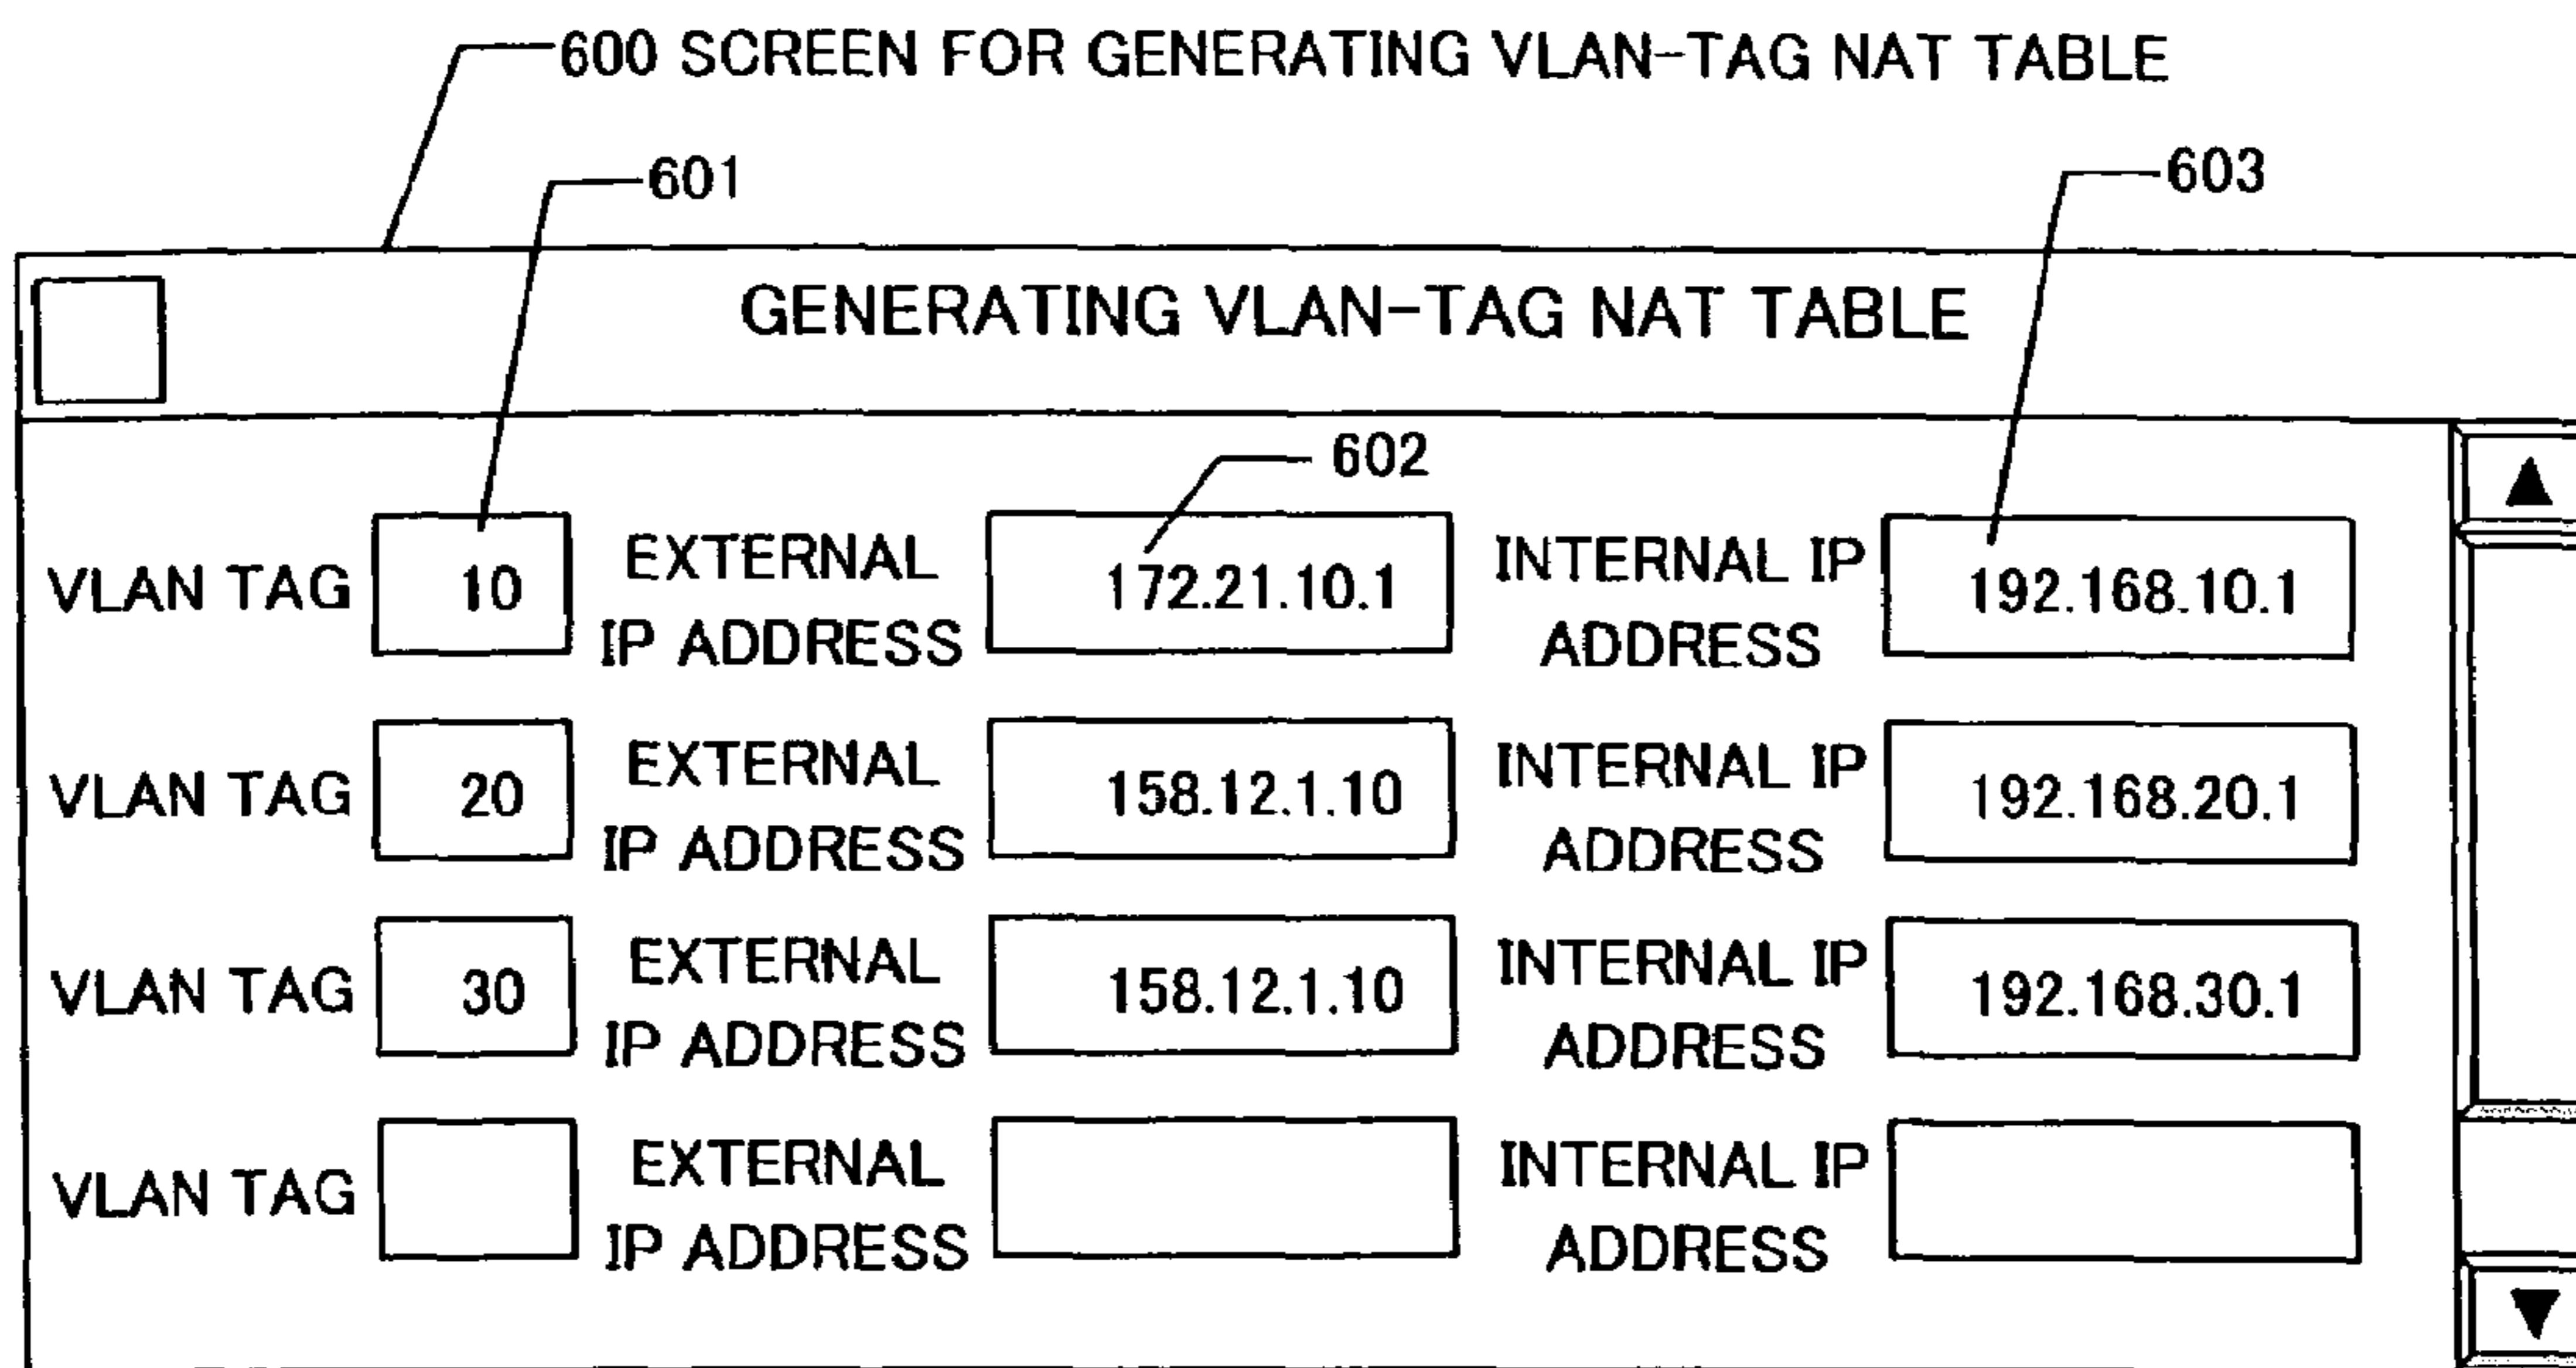 600 SCREEN FOR GENERATING VLAN-TAG NAT TABLE
601
603
GENERATING VLAN-TAG NAT TABLE
602
VLAN TAG 10 EXTERNAL IP ADDRESS 172.21.10.1 INTERNAL IP ADDRESS 192.168.10.1
VLAN TAG 20 EXTERNAL IP ADDRESS 158.12.1.10 INTERNAL IP ADDRESS 192.168.20.1
VLAN TAG 30 EXTERNAL IP ADDRESS 158.12.1.10 INTERNAL IP ADDRESS 192.168.30.1
VLAN TAG EXTERNAL IP ADDRESS INTERNAL IP ADDRESS